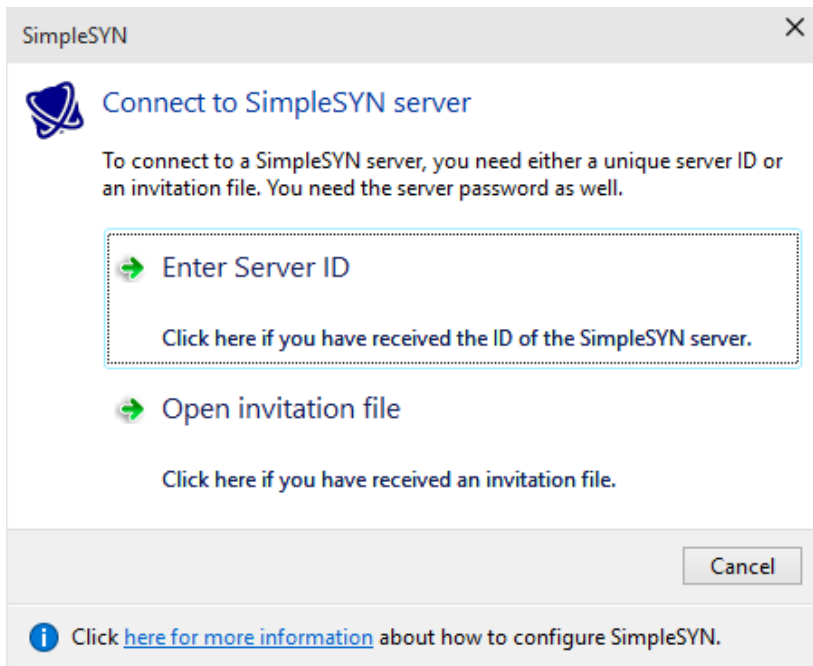 SimpleSYN
Connect to SimpleSYN server
To connect to a SimpleSYN server, you need either a unique server ID or
an invitation file. You need the server password as well.
Enter Server ID
Click here if you have received the ID of the SimpleSYN server.
Open invitation file
Click here if you have received an invitation file.
Cancel
Click here for more information about how to configure SimpleSYN.